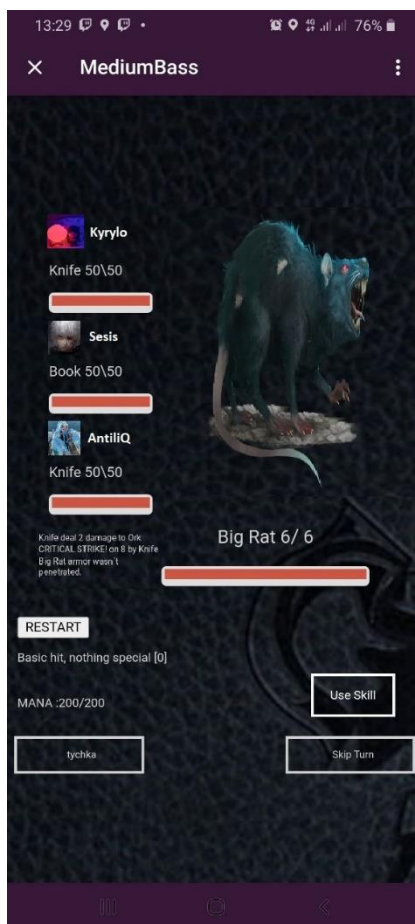 13:29
4G
76%
MediumBass
Kyrylo
Knife 50\50
Sesis
Book 50\50
AntiliQ
Knife 50\50
Knife deal 2 damage to Ork
CRITICAL STRIKE! on 8 by Knife
Big Rat armor wasn`t
penetrated.
Big Rat 6/ 6
RESTART
Basic hit, nothing special [0]
MANA :200/200
Use Skill
tychka
Skip Turn